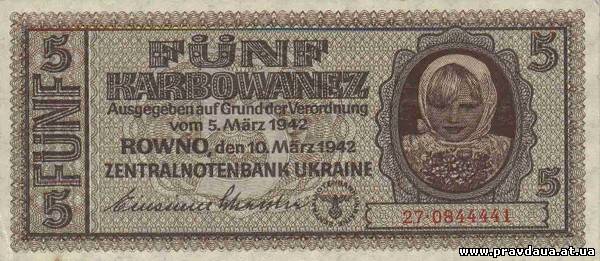 5 FÜNF 5
FÜNF
KARBOWANEZ
Ausgegeben auf Grund der Verordnung
vom 5. März 1942
ROWNO, den 10. März 1942
ZENTRALNOTENBANK UKRAINE
5 5
27·0844441
www.pravdaua.at.ua